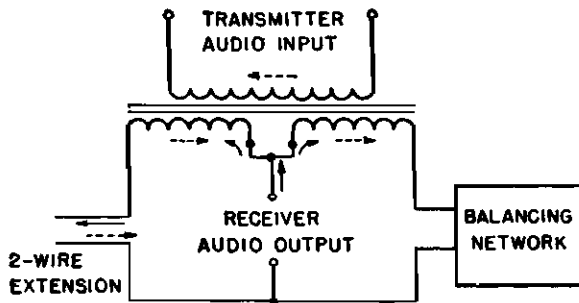 TRANSMITTER
AUDIO INPUT
RECEIVER
AUDIO OUTPUT
BALANCING
NETWORK
2-WIRE
EXTENSION